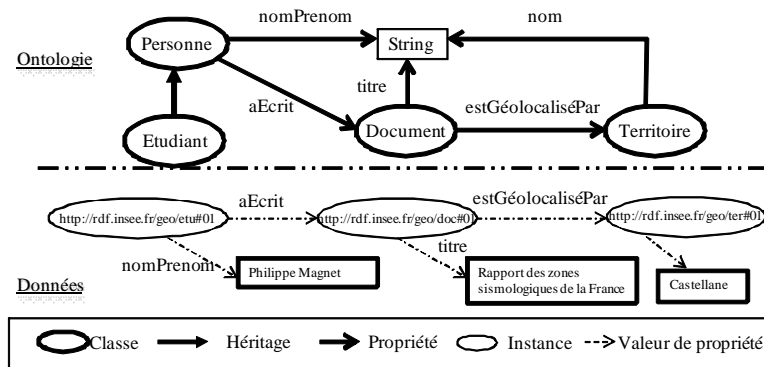 nomPrenom
nom
Personne
String
Ontologie
titre
aEcrit
estGéolocaliséPar
Etudiant
Document
Territoire
aEcrit
estGéolocaliséPar
http://rdf.insee.fr/geo/etu#01
http://rdf.insee.fr/geo/doc#01
http://rdf.insee.fr/geo/ter#01
nomPrenom
titre
Philippe Magnet
Rapport des zones
sismologiques de la France
Castellane
Données
Classe
Héritage
Propriété
Instance
Valeur de propriété